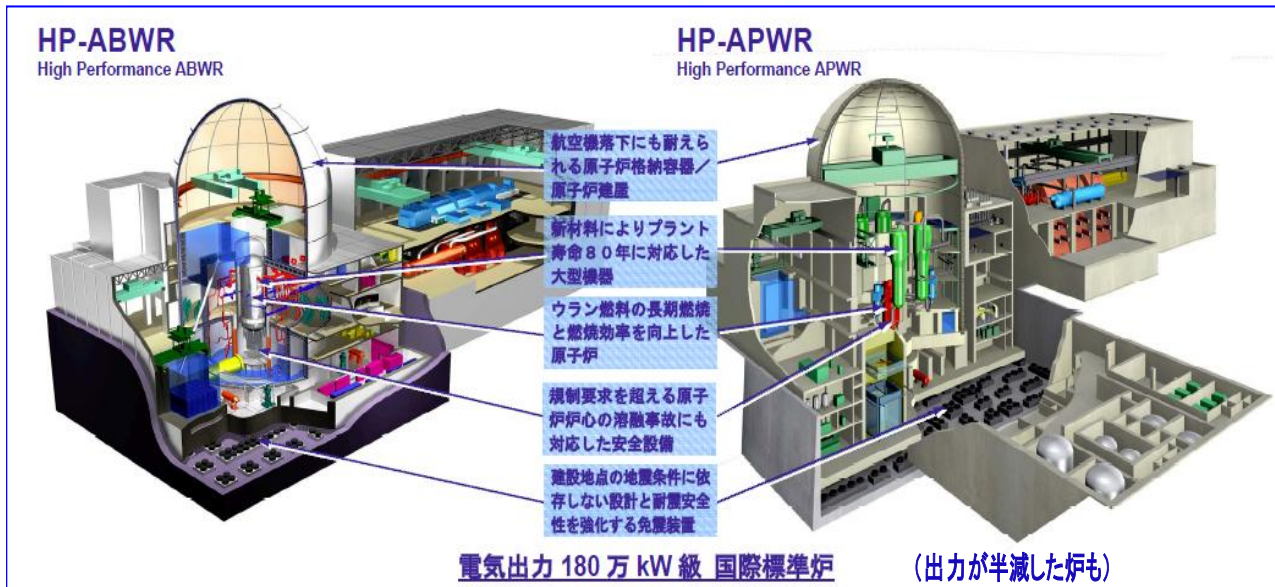 HP-ABWR
High Performance ABWR
HP-APWR
High Performance APWR
航空機落下にも耐えら
れる原子炉格納容器／
原子炉建屋
新材料によりプラント
寿命８０年に対応した
大型機器
ウラン燃料の長期燃焼
と燃焼効率を向上した
原子炉
規制要求を超える原子
炉炉心の溶融事故にも
対応した安全設備
建設地点の地震条件に依
存しない設計と耐震安全
性を強化する免震装置
電気出力 180 万 kW 級 国際標準炉
(出力が半減した炉も)